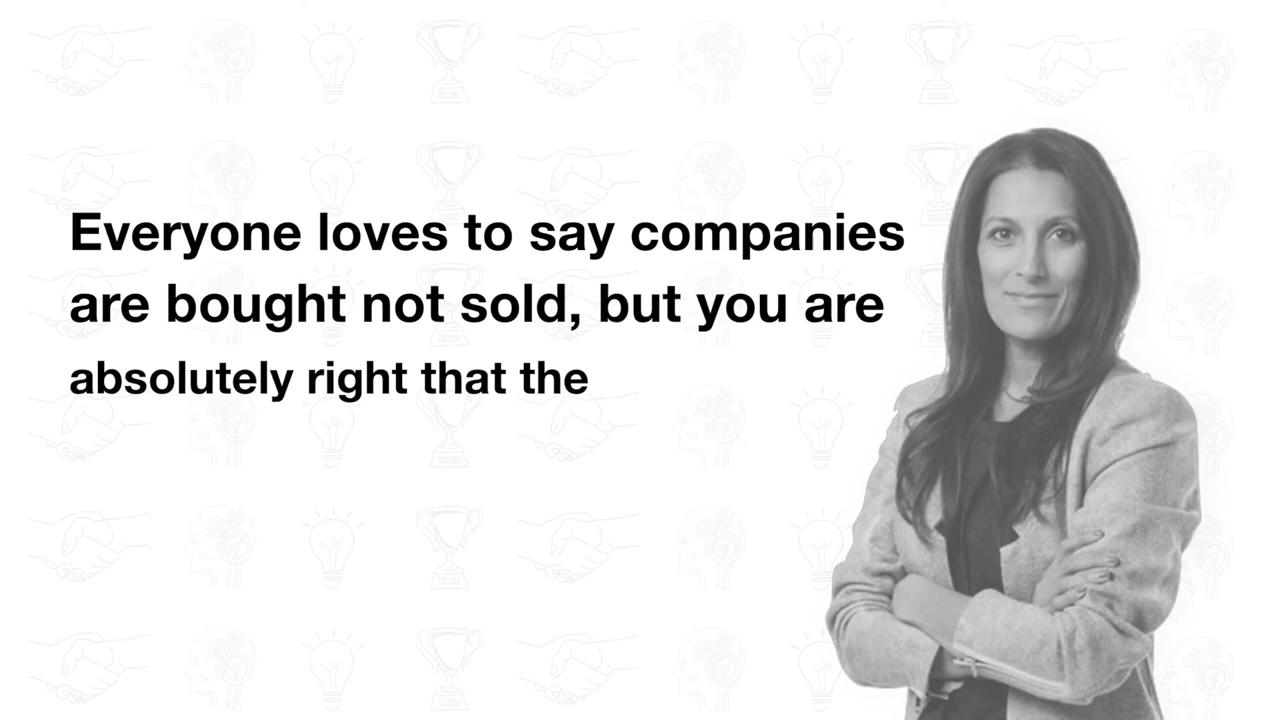 Everyone loves to say companies
are bought not sold, but you are
absolutely right that the